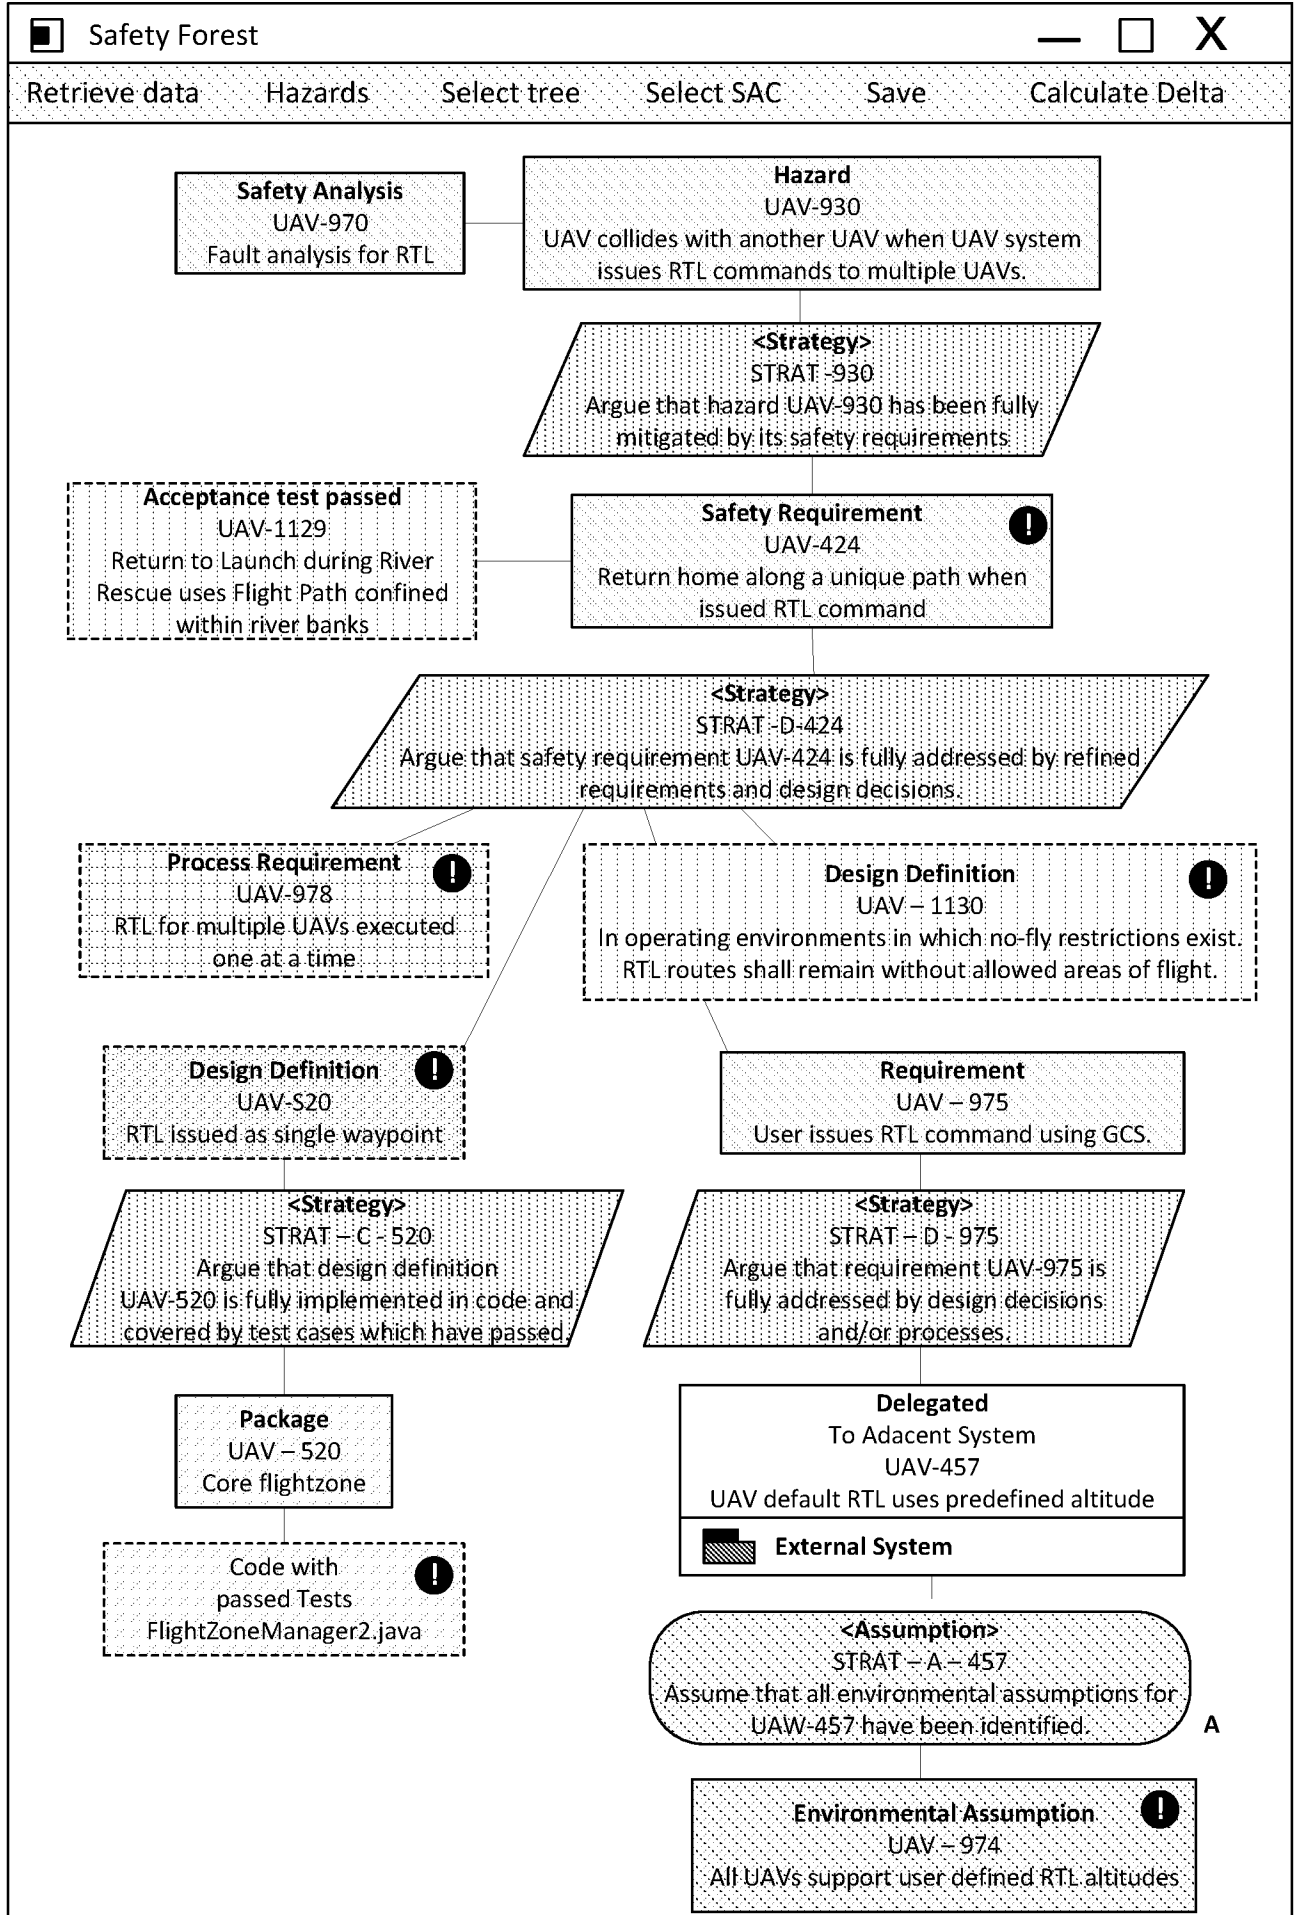 Safety Forest
X
Retrieve data Hazards Select tree Select SAC Save Calculate Delta
Safety Analysis
UAV-970
Fault analysis for RTL
Hazard
UAV-930
UAV collides with another UAV when UAV system
issues RTL commands to multiple UAVs.
<Strategy>
STRAT -930
Argue that hazard UAV-930 has been fully
mitigated by its safety requirements
Acceptance test passed
UAV-1129
Return to Launch during River
Rescue uses Flight Path confined
within river banks
Safety Requirement
UAV-424
Return home along a unique path when
issued RTL command
!
<Strategy>
STRAT -D-424
Argue that safety requirement UAV-424 is fully addressed by refined
requirements and design decisions.
Process Requirement
UAV-978
RTL for multiple UAVs executed
one at a time
!
Design Definition
UAV – 1130
In operating environments in which no-fly restrictions exist.
RTL routes shall remain without allowed areas of flight.
!
Design Definition
UAV-S20
RTL issued as single waypoint
!
Requirement
UAV – 975
User issues RTL command using GCS.
<Strategy>
STRAT – C - 520
Argue that design definition
UAV-520 is fully implemented in code and
covered by test cases which have passed.
<Strategy>
STRAT – D - 975
Argue that requirement UAV-975 is
fully addressed by design decisions
and/or processes.
Package
UAV – 520
Core flightzone
Delegated
To Adacent System
UAV-457
UAV default RTL uses predefined altitude
External System
Code with
passed Tests
FlightZoneManager2.java
!
<Assumption>
STRAT – A – 457
Assume that all environmental assumptions for
UAW-457 have been identified.
A
Environmental Assumption
UAV – 974
All UAVs support user defined RTL altitudes
!